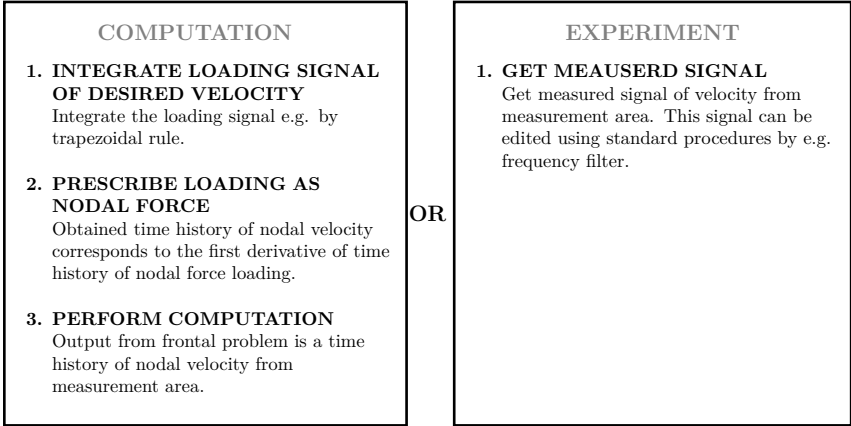 COMPUTATION
1. INTEGRATE LOADING SIGNAL
OF DESIRED VELOCITY
Integrate the loading signal e.g. by
trapezoidal rule.
2. PRESCRIBE LOADING AS
NODAL FORCE
Obtained time history of nodal velocity
corresponds to the first derivative of time
history of nodal force loading.
3. PERFORM COMPUTATION
Output from frontal problem is a time
history of nodal velocity from
measurement area.
OR
EXPERIMENT
1. GET MEAUSERD SIGNAL
Get measured signal of velocity from
measurement area. This signal can be
edited using standard procedures by e.g.
frequency filter.